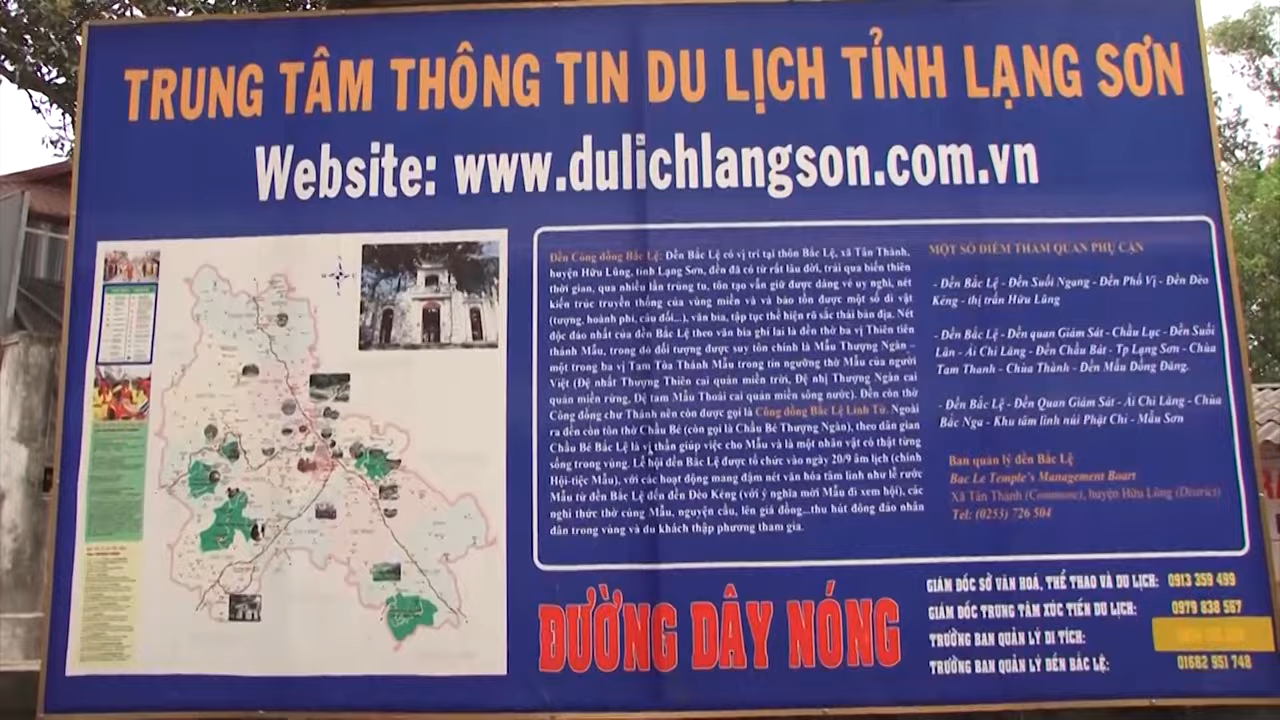 TRUNG TÂM THÔNG TIN DU LỊCH TỈNH LẠNG SƠN
Website: www.dulichlangson.com.vn
Đền Công đồng Bắc Lệ: Đền Bắc Lệ có vị trí tại thôn Bắc Lệ, xã Tân Thành,
huyện Hữu Lũng, tỉnh Lạng Sơn, đền đã có từ rất lâu đời, trải qua biến thiên
thời gian, qua nhiều lần trùng tu, tôn tạo vẫn giữ được dáng vẻ uy nghi, nét
kiến trúc truyền thống của vùng miền và và bảo tồn được một số di vật
(tượng, hoành phi, câu đối...), văn bia, tập tục thể hiện rõ sắc thái bản địa. Nét
độc đáo nhất của đền Bắc Lệ theo văn bia ghi lại là đền thờ ba vị Thiên tiên
thánh Mẫu, trong đó đối tượng được suy tôn chính là Mẫu Thượng Ngàn –
một trong ba vị Tam Tòa Thánh Mẫu trong tín ngưỡng thờ Mẫu của người
Việt (Đệ nhất Thượng Thiên cai quản miền trời, Đệ nhị Thượng Ngàn cai
quản miền rừng, Đệ tam Mẫu Thoải cai quản miền sông nước). Đền còn thờ
Công đồng chư Thánh nên còn được gọi là Công đồng Bắc Lệ Linh Từ. Ngoài
ra đền còn tôn thờ Chầu Bé (còn gọi là Chầu Bé Thượng Ngàn), theo dân gian
Chầu Bé Bắc Lệ là vị thần giúp việc cho Mẫu và là một nhân vật có thật từng
sống trong vùng. Lễ hội đền Bắc Lệ được tổ chức vào ngày 20/9 âm lịch (chính
Hội-tiệc Mẫu), với các hoạt động mang đậm nét văn hóa tâm linh như lễ rước
Mẫu từ đền Bắc Lệ đến đền Đèo Kẻng (với ý nghĩa mời Mẫu đi xem hội), các
nghi thức thờ cúng Mẫu, nguyện cầu, lên giá đồng...thu hút đông đảo nhân
dân trong vùng và du khách thập phương tham gia.
MỘT SỐ ĐIỂM THAM QUAN PHỤ CẬN
- Đền Bắc Lệ - Đền Suối Ngang - Đền Phố Vị - Đền Đèo
Kẻng - thị trấn Hữu Lũng
- Đền Bắc Lệ - Đền quan Giám Sát - Chầu Lục - Đền Suối
Lân - Ải Chi Lăng - Đền Chầu Bát - Tp Lạng Sơn - Chùa
Tam Thanh - Chùa Thành - Đền Mẫu Đồng Đăng.
- Đền Bắc Lệ - Đền Quan Giám Sát - Ải Chi Lăng - Chùa
Bắc Nga - Khu tâm linh núi Phật Chỉ - Mẫu Sơn
Ban quản lý đền Bắc Lệ
Bac Le Temple's Management Boart
Xã Tân Thành (Commune), huyện Hữu Lũng (District)
Tel: (0253) 726 504
ĐƯỜNG DÂY NÓNG
GIÁM ĐỐC SỞ VĂN HOÁ, THỂ THAO VÀ DU LỊCH: 0913 359 499
GIÁM ĐỐC TRUNG TÂM XÚC TIẾN DU LỊCH: 0979 838 567
TRƯỞNG BAN QUẢN LÝ DI TÍCH:
TRƯỞNG BAN QUẢN LÝ ĐỀN BẮC LỆ: 01682 951 748